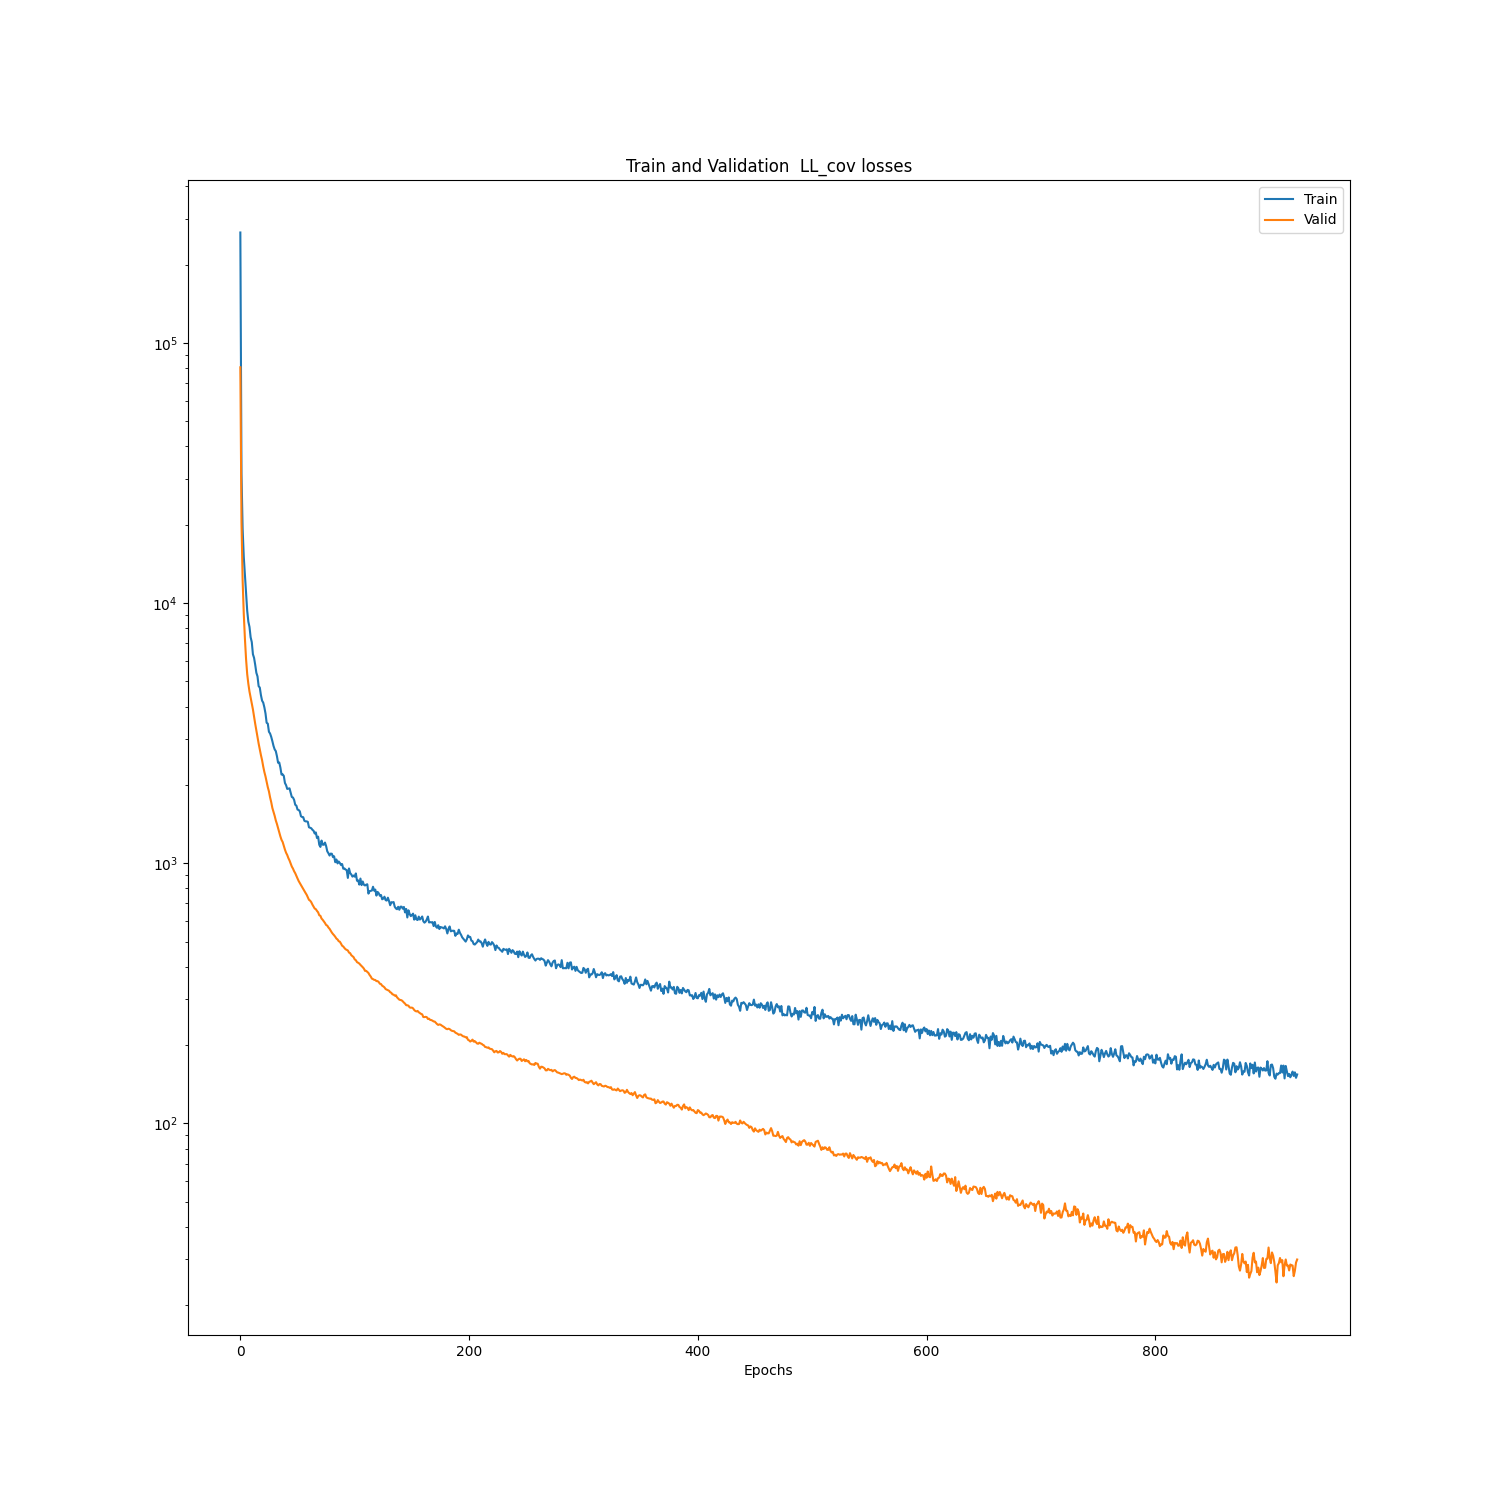 Train and Validation  LL_cov losses
Train
Valid
10^5
10^4
10^3
10^2
0 200 400 600 800
Epochs